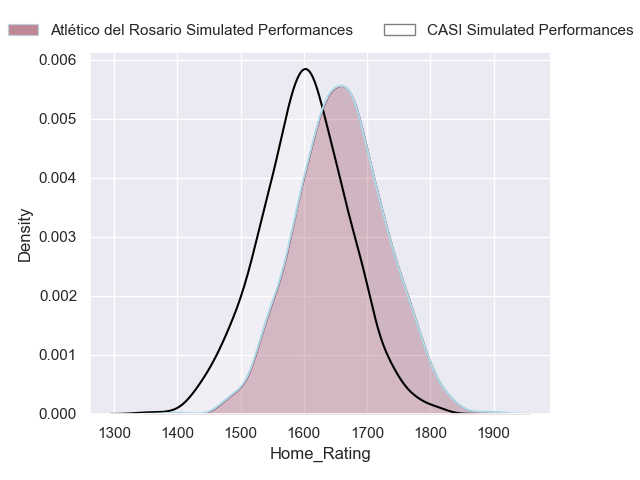 Atlético del Rosario Simulated Performances CASI Simulated Performances
0.006
0.005
0.004
0.003
0.002
0.001
0.000
Density
1300 1400 1500 1600 1700 1800 1900
Home_Rating